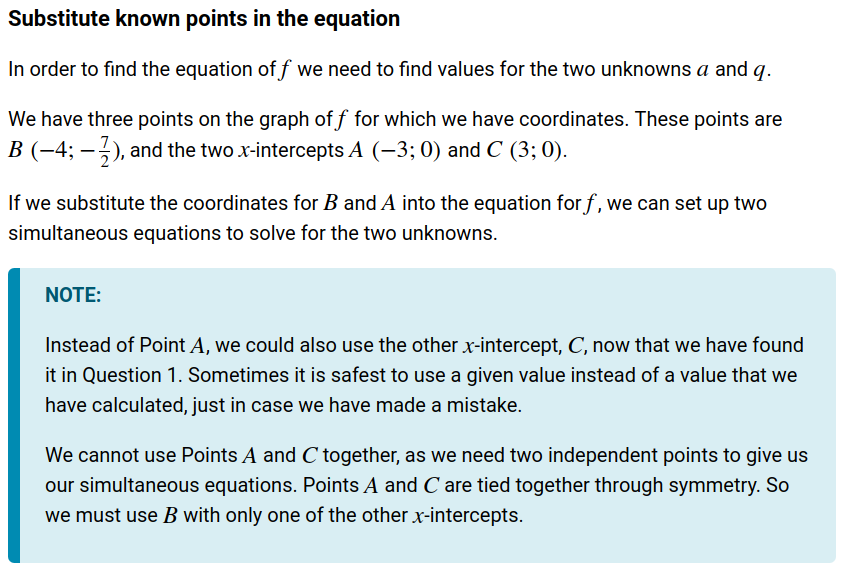 Substitute known points in the equation
In order to find the equation of f we need to find values for the two unknowns a and q.
We have three points on the graph of f for which we have coordinates. These points are
B (−4; −7/2), and the two x-intercepts A (−3; 0) and C (3; 0).
If we substitute the coordinates for B and A into the equation for f, we can set up two
simultaneous equations to solve for the two unknowns.
NOTE:
Instead of Point A, we could also use the other x-intercept, C, now that we have found
it in Question 1. Sometimes it is safest to use a given value instead of a value that we
have calculated, just in case we have made a mistake.
We cannot use Points A and C together, as we need two independent points to give us
our simultaneous equations. Points A and C are tied together through symmetry. So
we must use B with only one of the other x-intercepts.